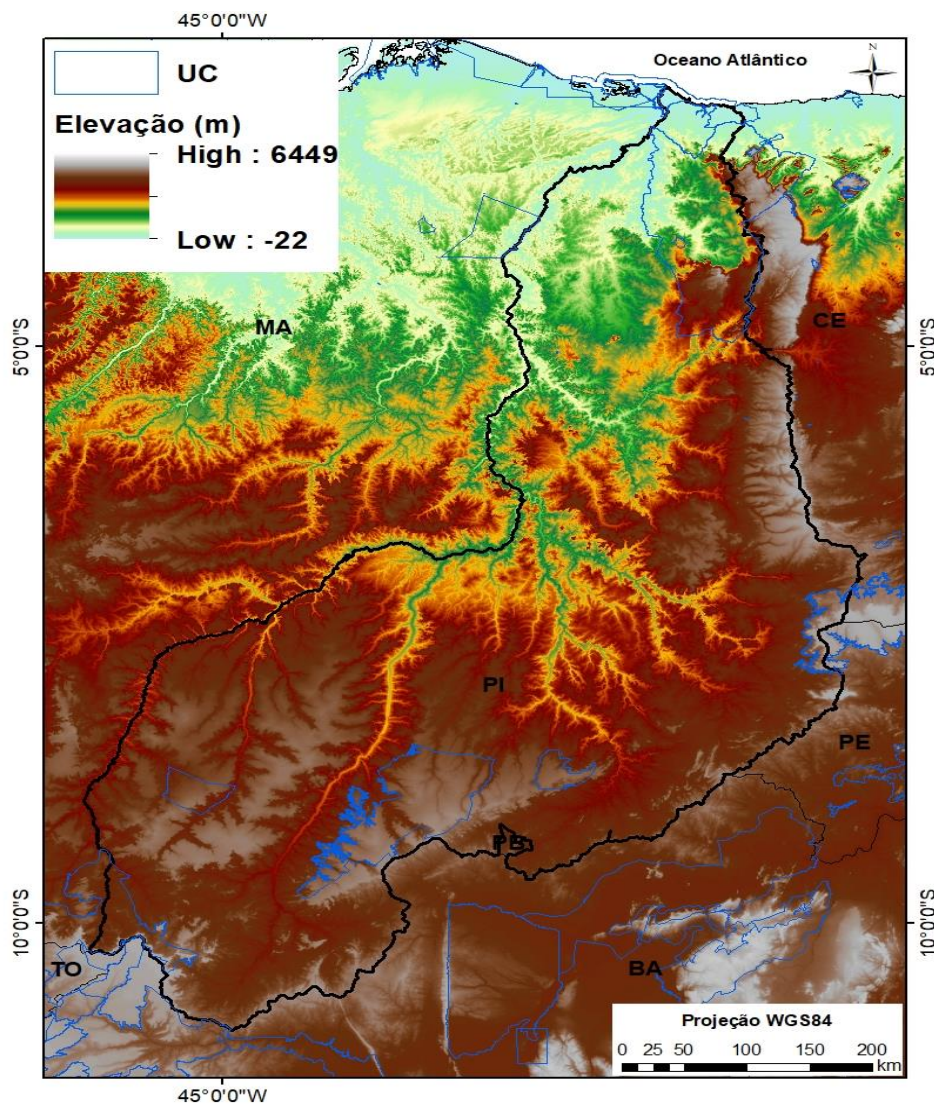 45°0'0"W
UC
Elevação (m)
High : 6449
Low : -22
Oceano Atlântico
N
MA
CE
5°0'0"S
5°0'0"S
PI
PE
PB
10°0'0"S
10°0'0"S
TO
BA
Projeção WGS84
0 25 50 100 150 200
km
45°0'0"W